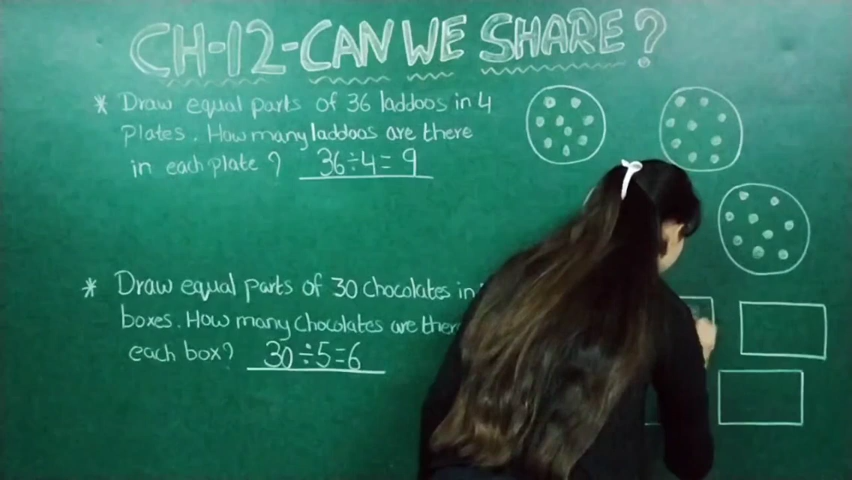 CH-12-CAN WE SHARE?
* Draw equal parts of 36 laddoos in 4
Plates. How many laddoos are there
in each plate? 36÷4=9
* Draw equal parts of 30 chocolates in
boxes. How many chocolates are there
each box? 30÷5=6